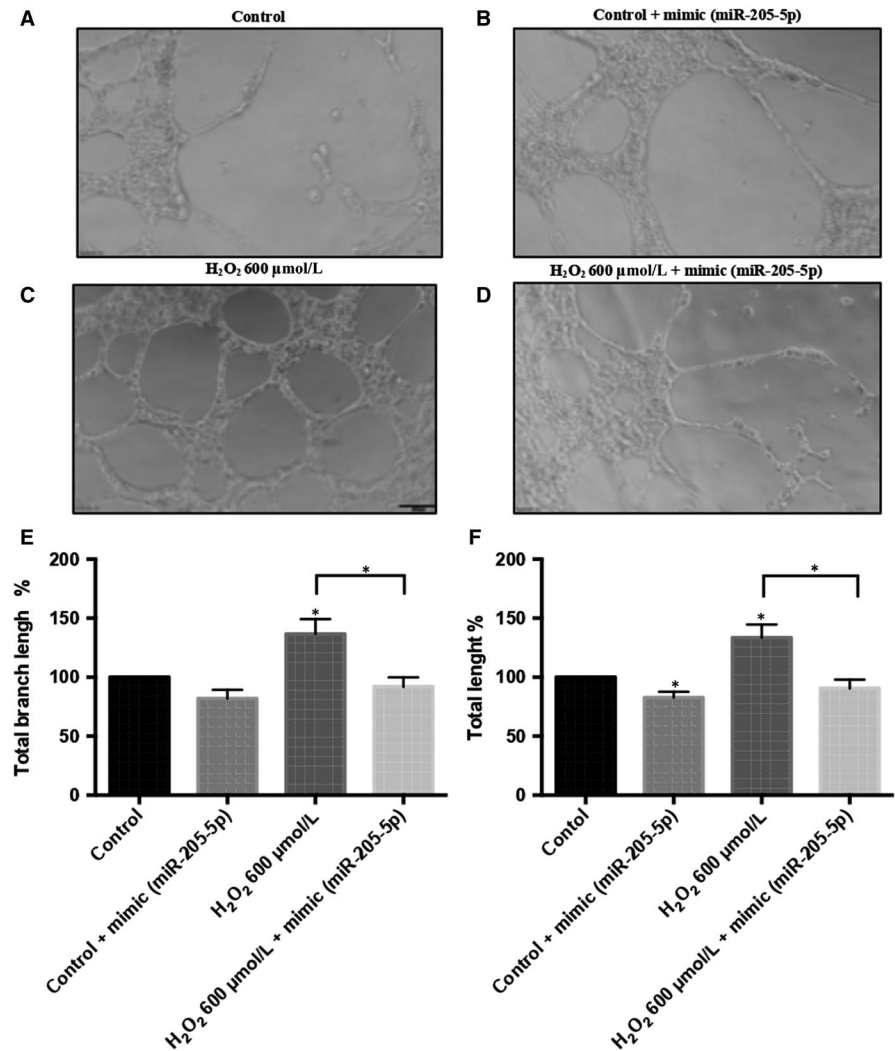 A
Control
B
Control + mimic (miR-205-5p)
H₂O₂ 600 µmol/L
C
H₂O₂ 600 µmol/L + mimic (miR-205-5p)
D
E
200
150
100
50
0
Total branch lengh %
*
*
Control
Control + mimic (miR-205-5p)
H₂O₂ 600 µmol/L
H₂O₂ 600 µmol/L + mimic (miR-205-5p)
F
200
150
100
50
0
Total lenght %
*
*
*
Contol
Control + mimic (miR-205-5p)
H₂O₂ 600 µmol/L
H₂O₂ 600 µmol/L + mimic (miR-205-5p)